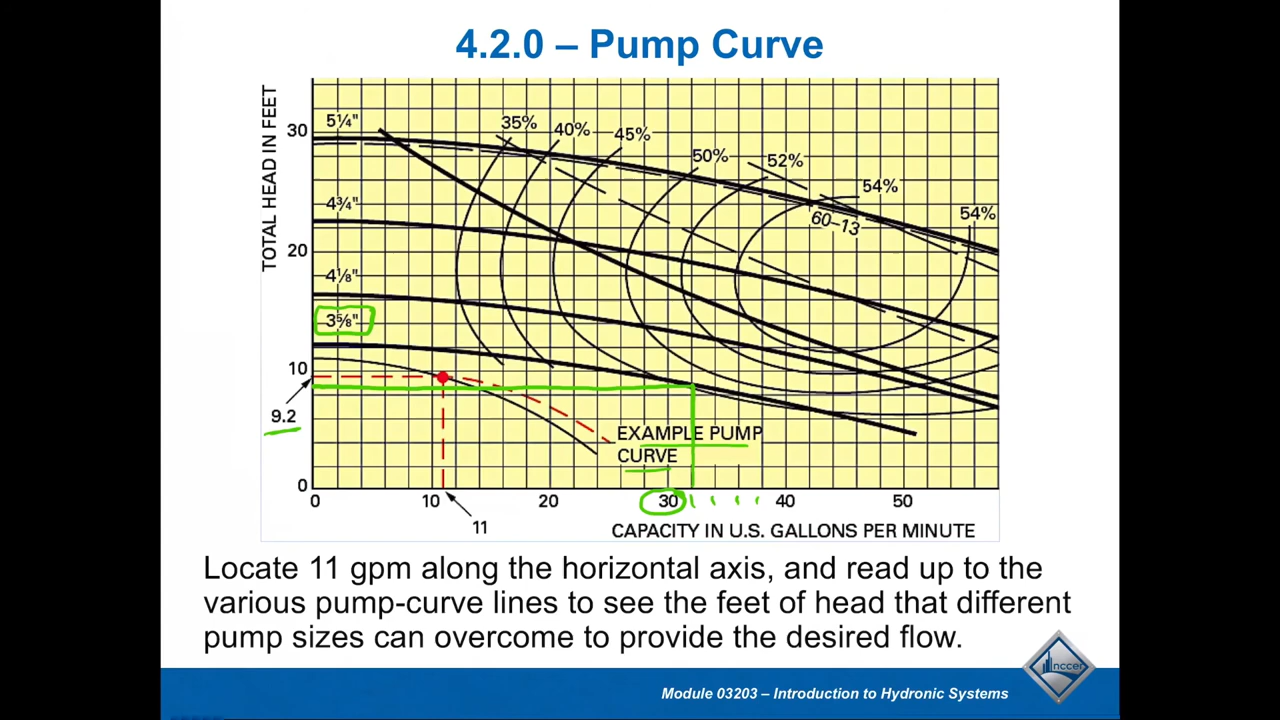 4.2.0 – Pump Curve
TOTAL HEAD IN FEET
30
20
10
0
9.2
5¼"
4¾"
4⅛"
3⅝"
35%
40%
45%
50%
52%
54%
54%
60–13
EXAMPLE PUMP
CURVE
0
10
20
30
40
50
11
CAPACITY IN U.S. GALLONS PER MINUTE
Locate 11 gpm along the horizontal axis, and read up to the
various pump-curve lines to see the feet of head that different
pump sizes can overcome to provide the desired flow.
nccer
Module 03203 – Introduction to Hydronic Systems